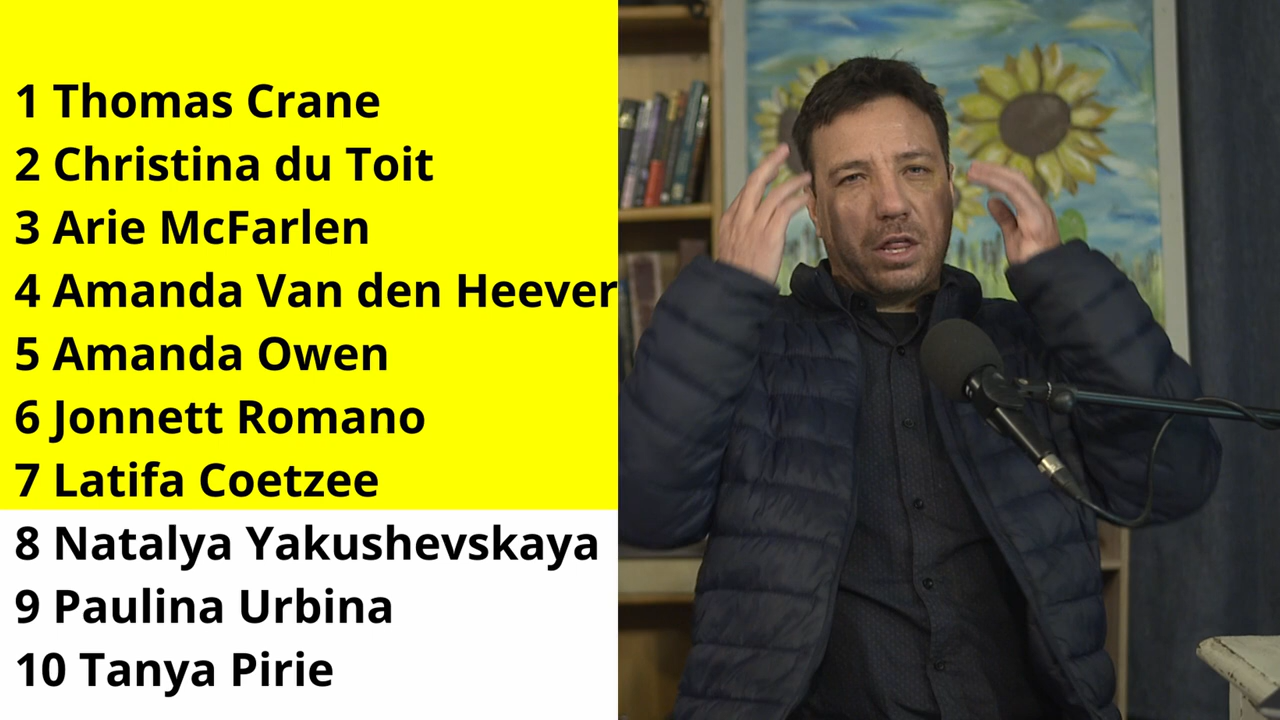 1 Thomas Crane
2 Christina du Toit
3 Arie McFarlen
4 Amanda Van den Heever
5 Amanda Owen
6 Jonnett Romano
7 Latifa Coetzee
8 Natalya Yakushevskaya
9 Paulina Urbina
10 Tanya Pirie